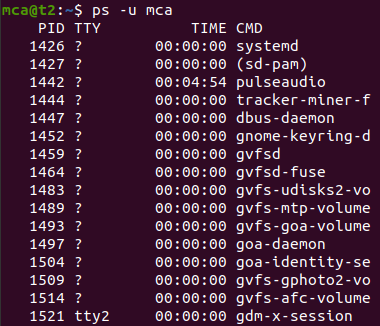 mca@t2:~$ ps -u mca
PID TTY TIME CMD
1426 ? 00:00:00 systemd
1427 ? 00:00:00 (sd-pam)
1442 ? 00:04:54 pulseaudio
1444 ? 00:00:00 tracker-miner-f
1447 ? 00:00:00 dbus-daemon
1452 ? 00:00:00 gnome-keyring-d
1459 ? 00:00:00 gvfsd
1464 ? 00:00:00 gvfsd-fuse
1483 ? 00:00:00 gvfs-udisks2-vo
1489 ? 00:00:00 gvfs-mtp-volume
1493 ? 00:00:00 gvfs-goa-volume
1497 ? 00:00:00 goa-daemon
1504 ? 00:00:00 goa-identity-se
1509 ? 00:00:00 gvfs-gphoto2-vo
1514 ? 00:00:00 gvfs-afc-volume
1521 tty2 00:00:00 gdm-x-session